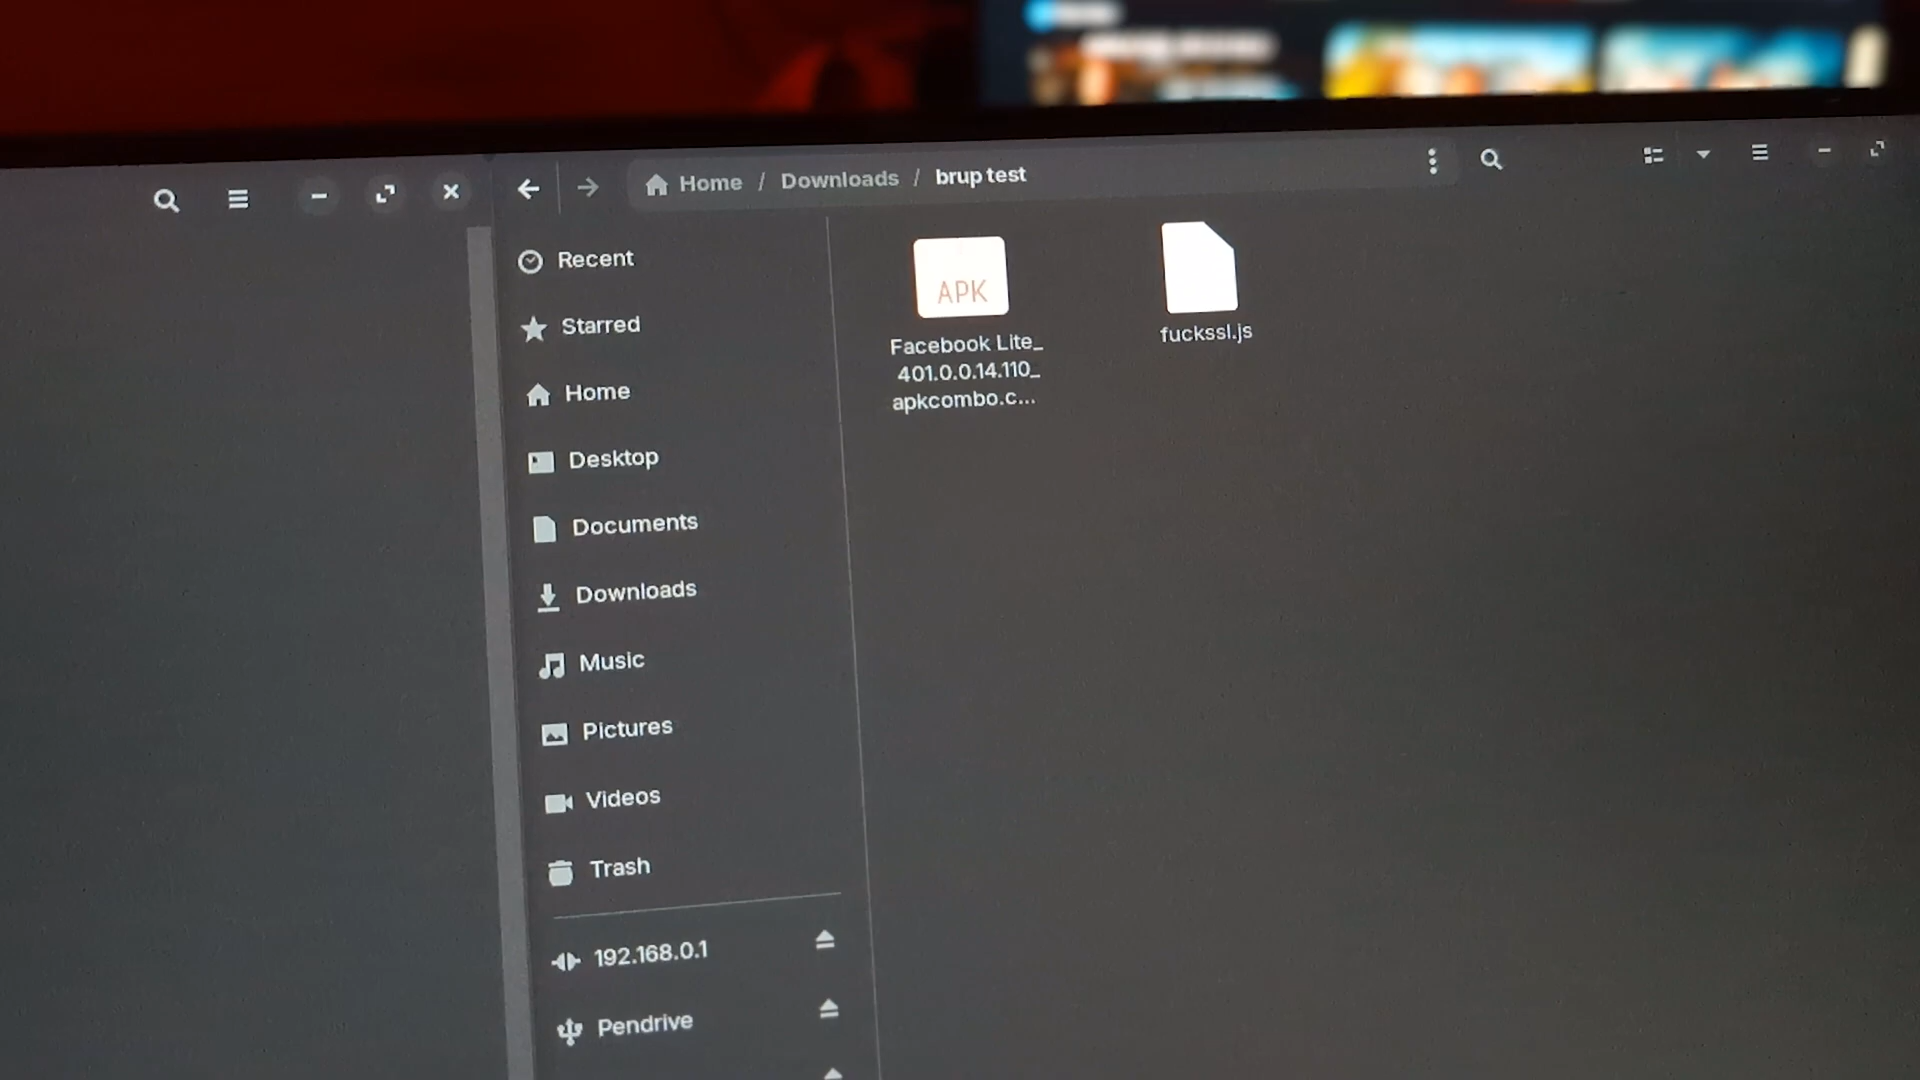 Home / Downloads / brup test
Recent
Starred
Home
Desktop
Documents
Downloads
Music
Pictures
Videos
Trash
192.168.0.1
Pendrive
APK
Facebook Lite_
401.0.0.14.110_
apkcombo.c...
fuckssl.js